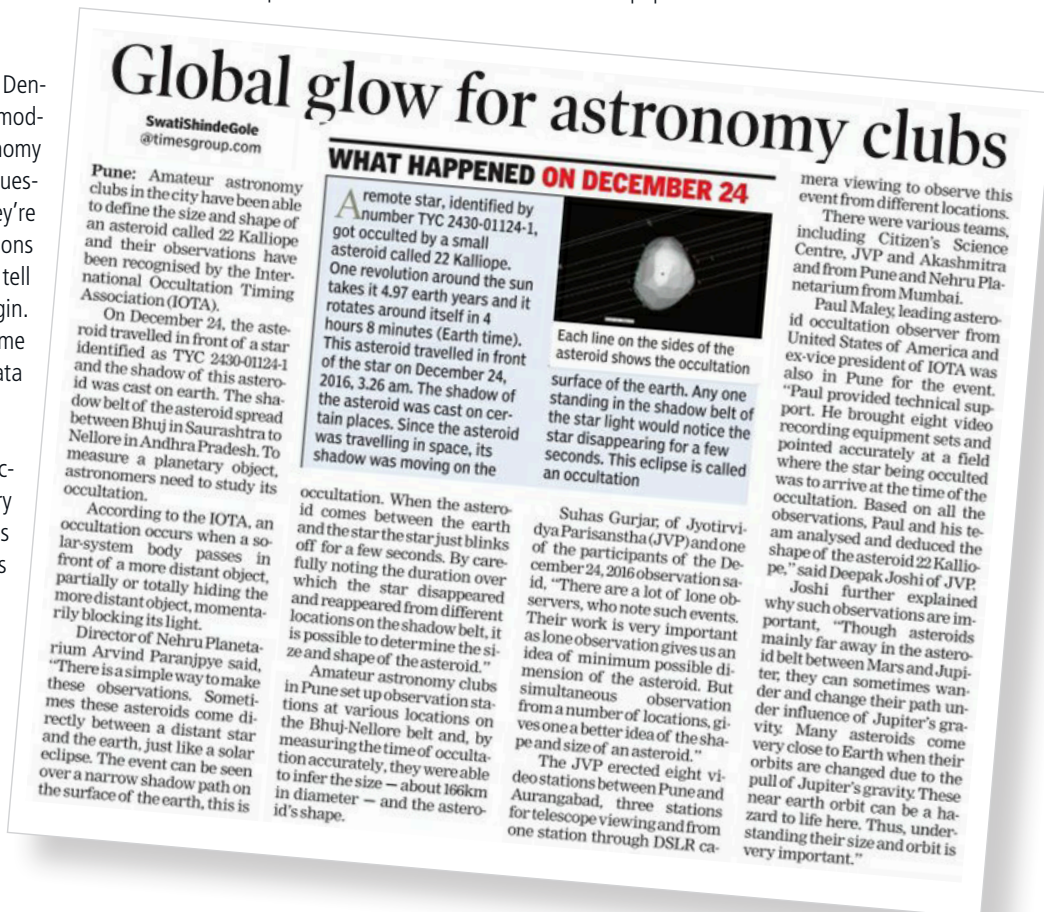 Den-
mod-
nomy
ques-
ey're
ions
tell
gin.
me
ata
c-
ry
s
s
Global glow for astronomy clubs
SwatiShindeGole
@timesgroup.com
Pune: Amateur astronomy
clubs in the city have been able
to define the size and shape of
an asteroid called 22 Kalliope
and their observations have
been recognised by the Inter-
national Occultation Timing
Association (IOTA).
On December 24, the aste-
roid travelled in front of a star
identified as TYC 2430-01124-1
and the shadow of this astero-
id was cast on earth. The sha-
dow belt of the asteroid spread
between Bhuj in Saurashtra to
Nellore in Andhra Pradesh. To
measure a planetary object,
astronomers need to study its
occultation.
According to the IOTA, an
occultation occurs when a so-
lar-system body passes in
front of a more distant object,
partially or totally hiding the
more distant object, momenta-
rily blocking its light.
Director of Nehru Planeta-
rium Arvind Paranjpye said,
"There is a simple way to make
these observations. Someti-
mes these asteroids come di-
rectly between a distant star
and the earth, just like a solar
eclipse. The event can be seen
over a narrow shadow path on
the surface of the earth, this is
WHAT HAPPENED ON DECEMBER 24
A remote star, identified by
number TYC 2430-01124-1,
got occulted by a small
asteroid called 22 Kalliope.
One revolution around the sun
takes it 4.97 earth years and it
rotates around itself in 4
hours 8 minutes (Earth time).
This asteroid travelled in front
of the star on December 24,
2016, 3.26 am. The shadow of
the asteroid was cast on cer-
tain places. Since the asteroid
was travelling in space, its
shadow was moving on the
Each line on the sides of the
asteroid shows the occultation
surface of the earth. Any one
standing in the shadow belt of
the star light would notice the
star disappearing for a few
seconds. This eclipse is called
an occultation
occultation. When the astero-
id comes between the earth
and the star the star just blinks
off for a few seconds. By care-
fully noting the duration over
which the star disappeared
and reappeared from different
locations on the shadow belt, it
is possible to determine the si-
ze and shape of the asteroid."
Amateur astronomy clubs
in Pune set up observation sta-
tions at various locations on
the Bhuj-Nellore belt and, by
measuring the time of occulta-
tion accurately, they were able
to infer the size — about 166km
in diameter — and the astero-
id's shape.
Suhas Gurjar, of Jyotirvi-
dya Parisanstha (JVP) and one
of the participants of the De-
cember 24, 2016 observation sa-
id, "There are a lot of lone ob-
servers, who note such events.
Their work is very important
as lone observation gives us an
idea of minimum possible di-
mension of the asteroid. But
simultaneous observation
from a number of locations, gi-
ves one a better idea of the sha-
pe and size of an asteroid."
The JVP erected eight vi-
deo stations between Pune and
Aurangabad, three stations
for telescope viewing and from
one station through DSLR ca-
mera viewing to observe this
event from different locations.
There were various teams,
including Citizen's Science
Centre, JVP and Akashmitra
and from Pune and Nehru Pla-
netarium from Mumbai.
Paul Maley, leading astero-
id occultation observer from
United States of America and
ex-vice president of IOTA was
also in Pune for the event.
"Paul provided technical sup-
port. He brought eight video
recording equipment sets and
pointed accurately at a field
where the star being occulted
was to arrive at the time of the
occultation. Based on all the
observations, Paul and his te-
am analysed and deduced the
shape of the asteroid 22 Kallio-
pe," said Deepak Joshi of JVP.
Joshi further explained
why such observations are im-
portant, "Though asteroids
mainly far away in the astero-
id belt between Mars and Jupi-
ter, they can sometimes wan-
der and change their path un-
der influence of Jupiter's gra-
vity. Many asteroids come
very close to Earth when their
orbits are changed due to the
pull of Jupiter's gravity. These
near earth orbit can be a ha-
zard to life here. Thus, under-
standing their size and orbit is
very important."